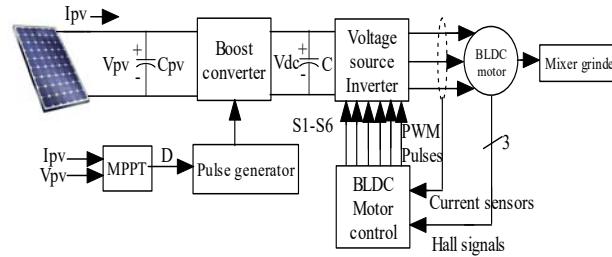 Ipv
Vpv
+
-
Cpv
Boost
converter
Vdc
+
-
C
Voltage
source
Inverter
BLDC
motor
Mixer grinde
S1-S6
PWM
Pulses
3
Ipv
Vpv
MPPT
D
Pulse generator
BLDC
Motor
control
Current sensors
Hall signals